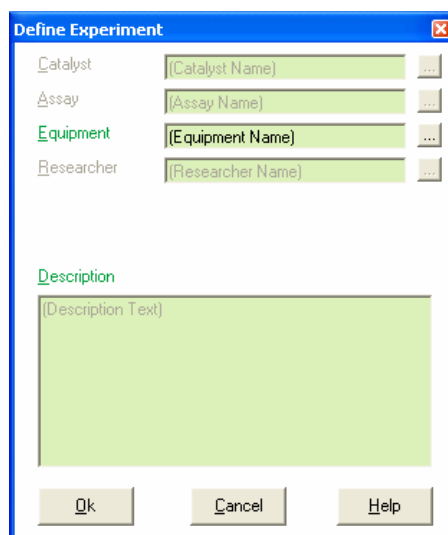 Define Experiment
Catalyst (Catalyst Name) ...
Assay (Assay Name) ...
Equipment (Equipment Name) ...
Researcher (Researcher Name) ...
Description
(Description Text)
Ok Cancel Help